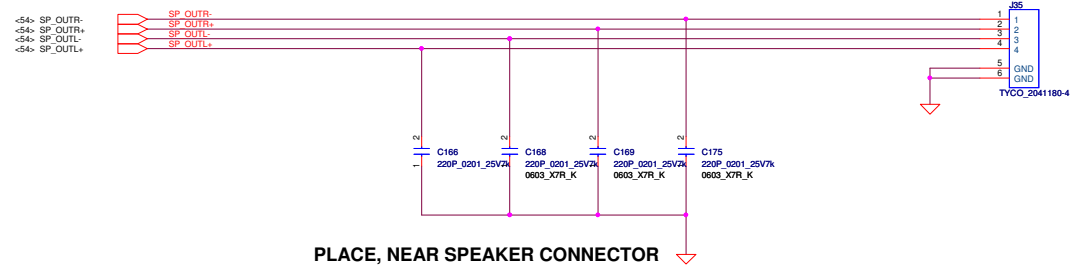 J35
<54> SP_OUTR- SP_OUTR- 1 1
<54> SP_OUTR+ SP_OUTR+ 2 2
<54> SP_OUTL- SP_OUTL- 3 3
<54> SP_OUTL+ SP_OUTL+ 4 4
5 GND
6 GND
TYCO_2041180-4
2 2 2 2
C166 C168 C169 C175
1 220P_0201_25V7k 220P_0201_25V7k 220P_0201_25V7k 220P_0201_25V7k
0603_X7R_K 0603_X7R_K 0603_X7R_K
PLACE, NEAR SPEAKER CONNECTOR